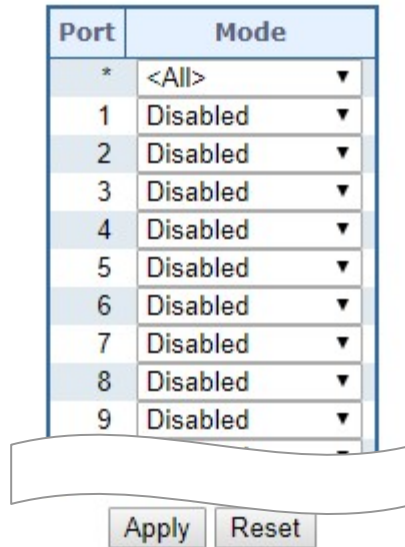 Port Mode
* <All>
1 Disabled
2 Disabled
3 Disabled
4 Disabled
5 Disabled
6 Disabled
7 Disabled
8 Disabled
9 Disabled
Apply Reset